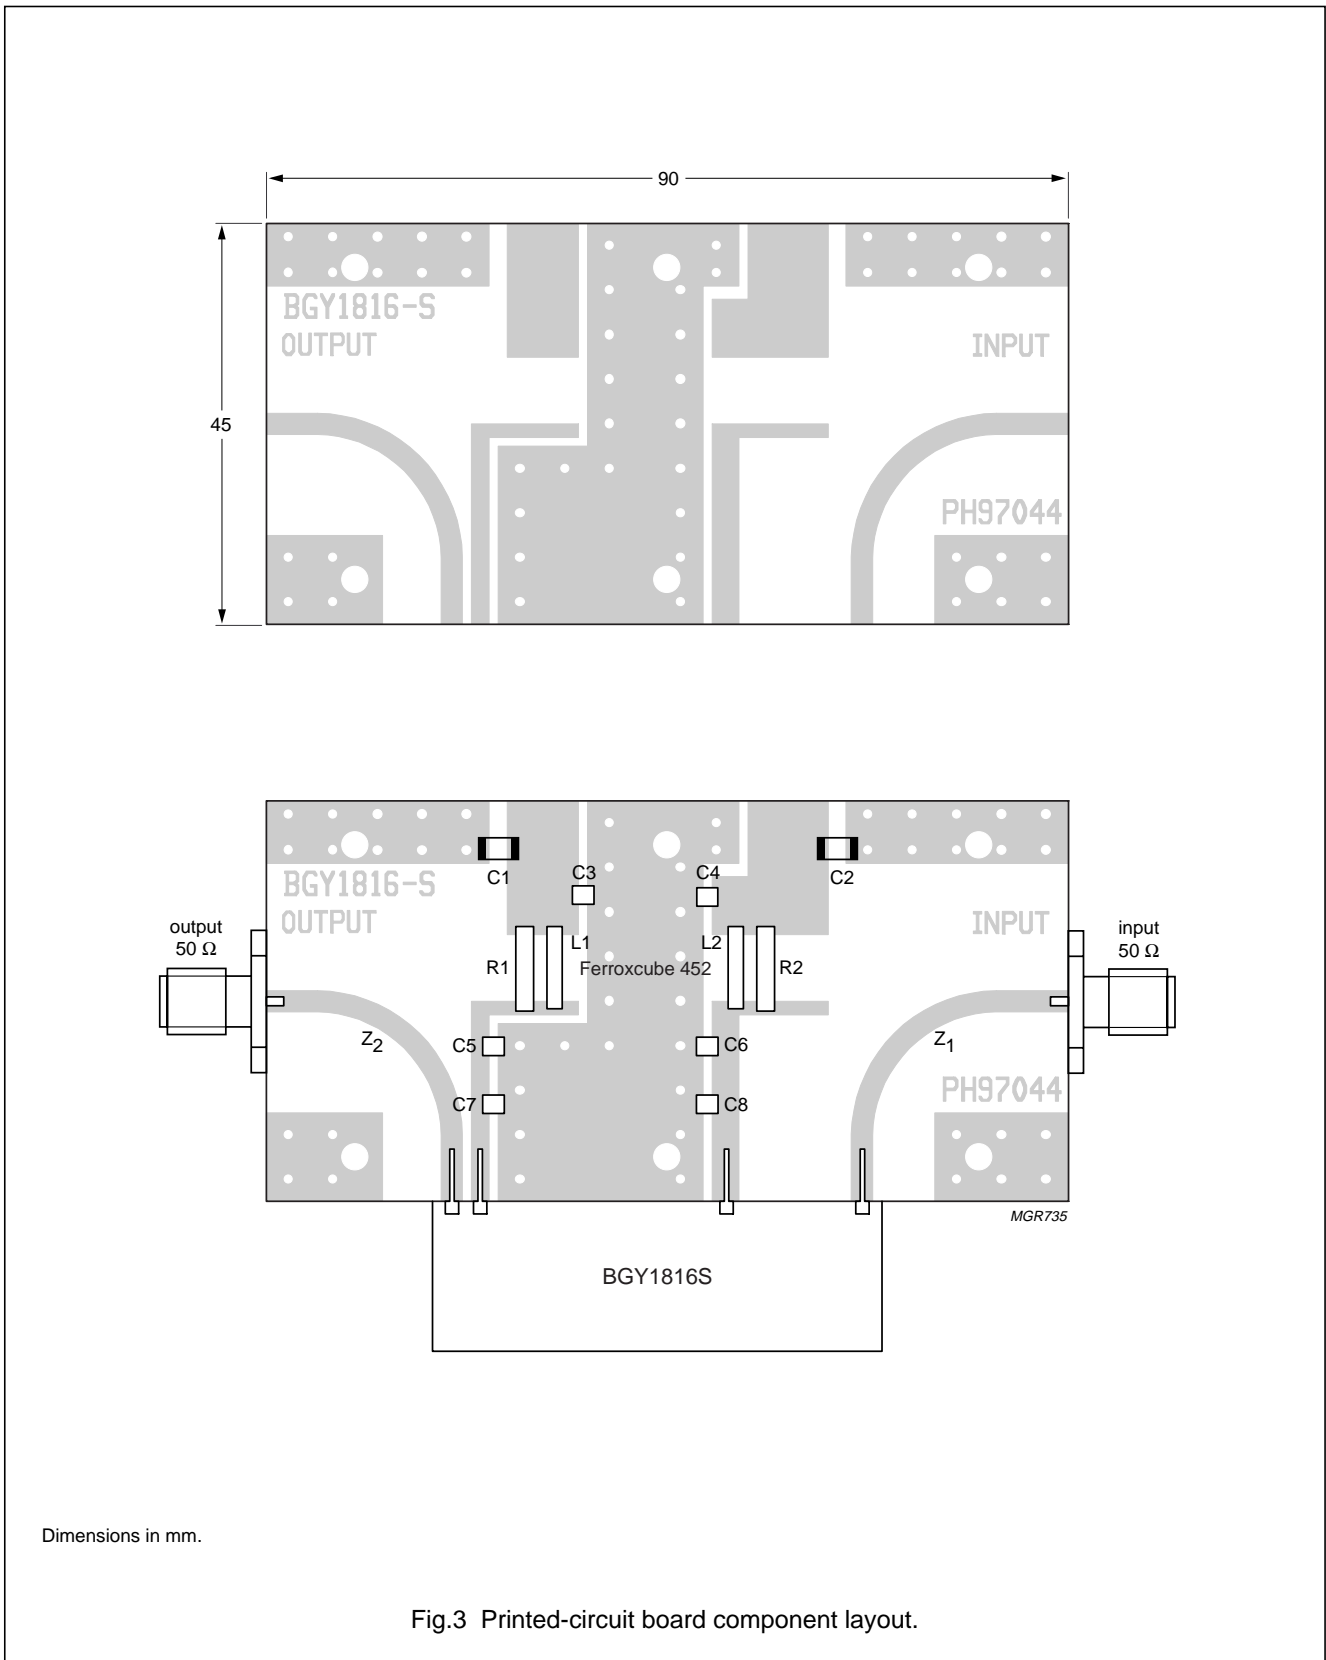 90
45
BGY1816-S
OUTPUT
INPUT
PH97044
C1
C3
C4
C2
BGY1816-S
OUTPUT
INPUT
output
50 Ω
input
50 Ω
L1
L2
R1
Ferroxcube 452
R2
Z2
C5
C6
Z1
C7
C8
PH97044
MGR735
BGY1816S
Dimensions in mm.
Fig.3 Printed-circuit board component layout.